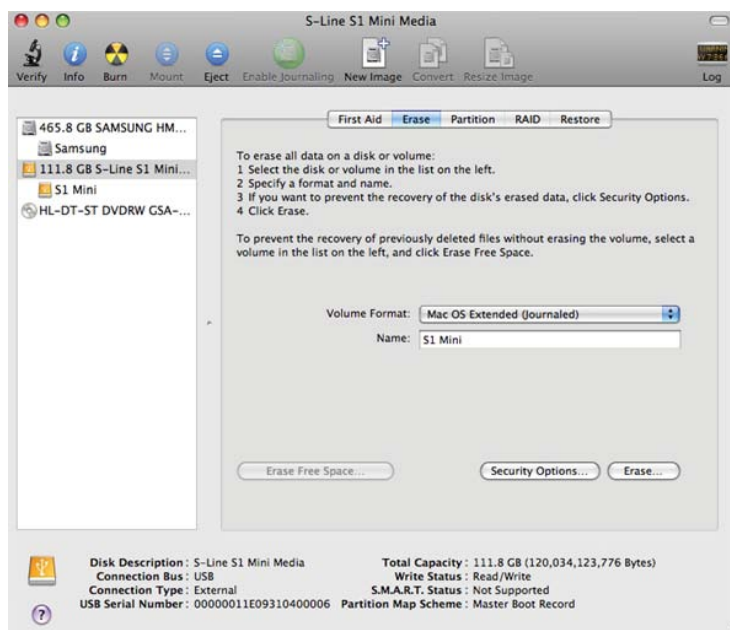 S-Line S1 Mini Media
Verify Info Burn Mount Eject Enable Journaling New Image Convert Resize Image Log
First Aid Erase Partition RAID Restore
465.8 GB SAMSUNG HM...
Samsung
111.8 GB S-Line S1 Mini...
S1 Mini
HL-DT-ST DVDRW GSA-...
To erase all data on a disk or volume:
1 Select the disk or volume in the list on the left.
2 Specify a format and name.
3 If you want to prevent the recovery of the disk's erased data, click Security Options.
4 Click Erase.
To prevent the recovery of previously deleted files without erasing the volume, select a
volume in the list on the left, and click Erase Free Space.
Volume Format: Mac OS Extended (Journaled)
Name: S1 Mini
Erase Free Space... Security Options... Erase...
Disk Description : S-Line S1 Mini Media
Connection Bus : USB
Connection Type : External
USB Serial Number : 00000011E09310400006
Total Capacity : 111.8 GB (120,034,123,776 Bytes)
Write Status : Read/Write
S.M.A.R.T. Status : Not Supported
Partition Map Scheme : Master Boot Record
?